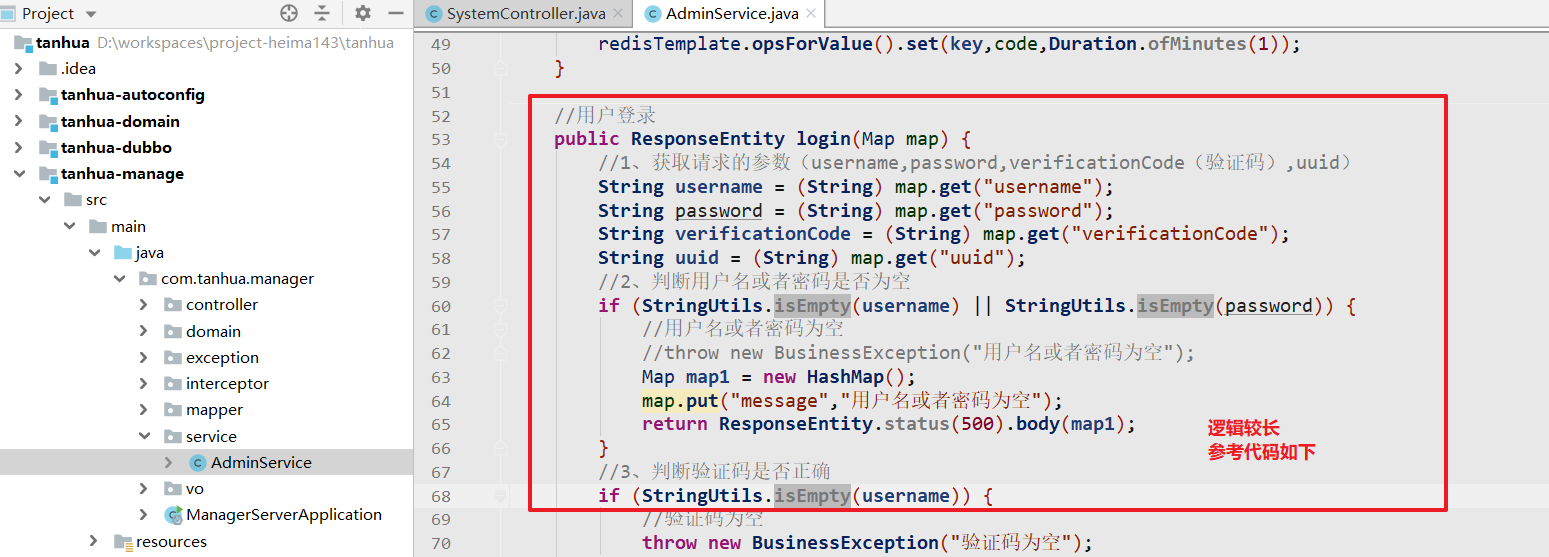 Project
SystemController.java
AdminService.java
tanhua D:\workspaces\project-heima143\tanhua
.idea
tanhua-autoconfig
tanhua-domain
tanhua-dubbo
tanhua-manage
src
main
java
com.tanhua.manager
controller
domain
exception
interceptor
mapper
service
AdminService
vo
ManagerServerApplication
resources
49 redisTemplate.opsForValue().set(key,code,Duration.ofMinutes(1));
50 }
51
52 //用户登录
53 public ResponseEntity login(Map map) {
54 //1、获取请求的参数（username,password,verificationCode（验证码）,uuid）
55 String username = (String) map.get("username");
56 String password = (String) map.get("password");
57 String verificationCode = (String) map.get("verificationCode");
58 String uuid = (String) map.get("uuid");
59 //2、判断用户名或者密码是否为空
60 if (StringUtils.isEmpty(username) || StringUtils.isEmpty(password)) {
61 //用户名或者密码为空
62 //throw new BusinessException("用户名或者密码为空");
63 Map map1 = new HashMap();
64 map.put("message","用户名或者密码为空");
65 return ResponseEntity.status(500).body(map1);
66 }
67 //3、判断验证码是否正确
68 if (StringUtils.isEmpty(username)) {
69 //验证码为空
70 throw new BusinessException("验证码为空");
逻辑较长
参考代码如下